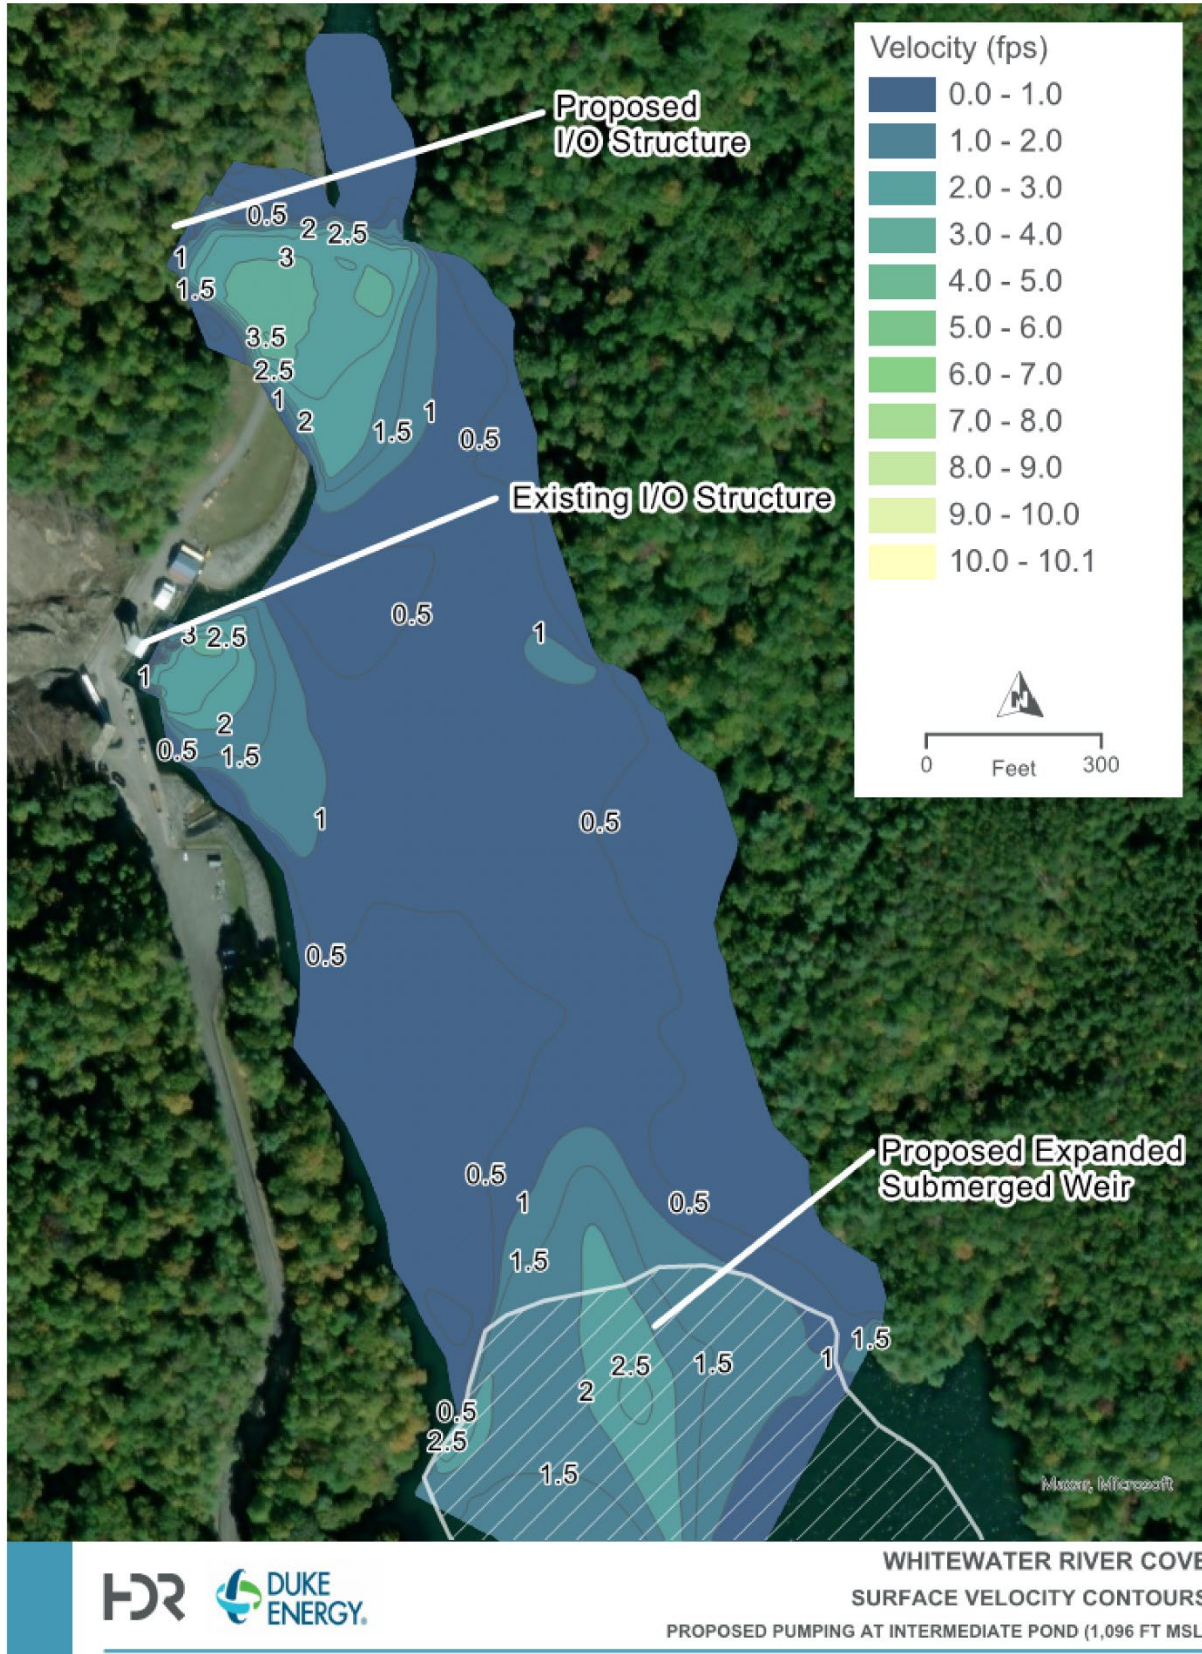 Velocity (fps)
0.0 - 1.0
1.0 - 2.0
2.0 - 3.0
3.0 - 4.0
4.0 - 5.0
5.0 - 6.0
6.0 - 7.0
7.0 - 8.0
8.0 - 9.0
9.0 - 10.0
10.0 - 10.1
N
0 300
Feet
Proposed
I/O Structure
0.5
2
2.5
1
3
1.5
3.5
2.5
1
2
1.5
1
0.5
Existing I/O Structure
0.5
3
2.5
1
1
2
0.5
1.5
1
0.5
0.5
Proposed Expanded
Submerged Weir
0.5
1
0.5
1.5
1.5
2.5
1.5
1
2
0.5
2.5
1.5
Maxar, Microsoft
HDR
DUKE
ENERGY®
WHITEWATER RIVER COVE
SURFACE VELOCITY CONTOURS
PROPOSED PUMPING AT INTERMEDIATE POND (1,096 FT MSL